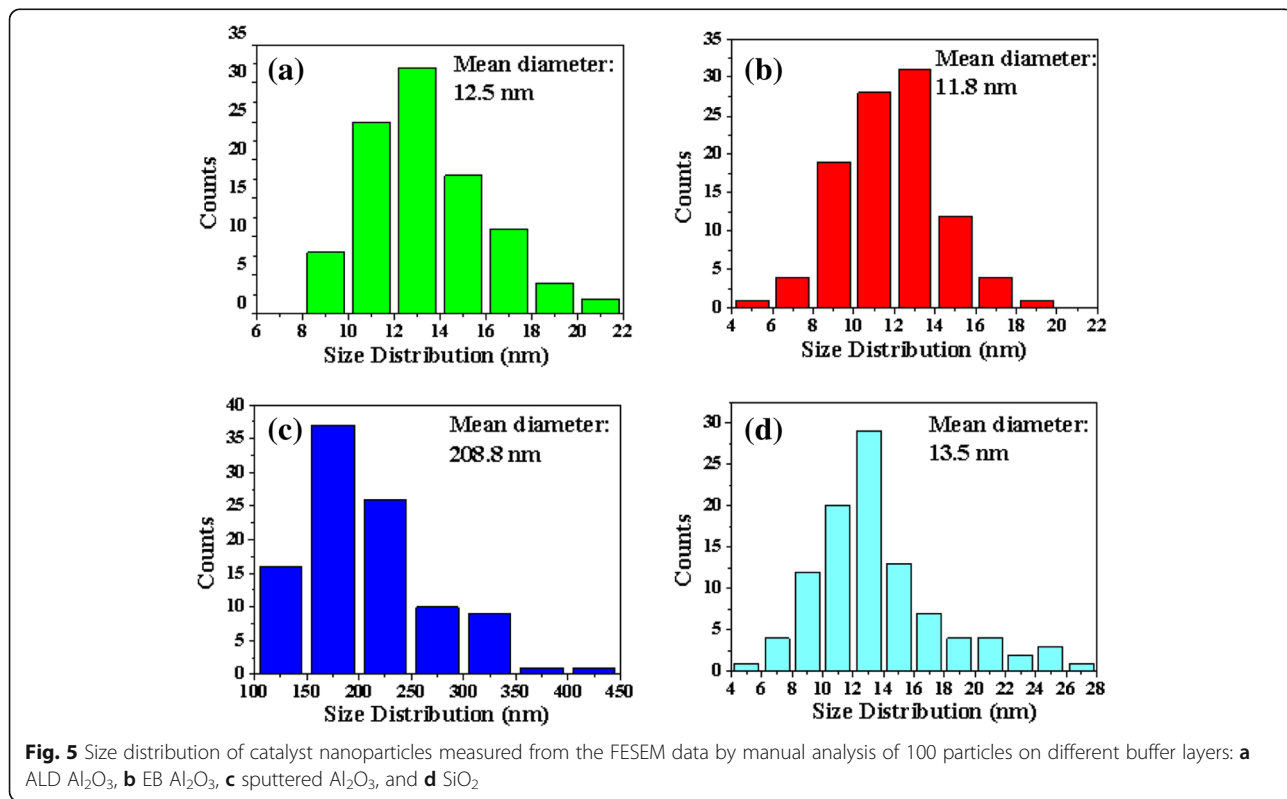 (a)
Mean diameter:
12.5 nm
Counts
35
30
25
20
15
10
5
0
6 8 10 12 14 16 18 20 22
Size Distribution (nm)
(b)
Mean diameter:
11.8 nm
Counts
35
30
25
20
15
10
5
0
4 6 8 10 12 14 16 18 20 22
Size Distribution (nm)
(c)
Mean diameter:
208.8 nm
Counts
40
35
30
25
20
15
10
5
0
100 150 200 250 300 350 400 450
Size Distribution (nm)
(d)
Mean diameter:
13.5 nm
Counts
30
25
20
15
10
5
0
4 6 8 10 12 14 16 18 20 22 24 26 28
Size Distribution (nm)
Fig. 5 Size distribution of catalyst nanoparticles measured from the FESEM data by manual analysis of 100 particles on different buffer layers: a
ALD Al₂O₃, b EB Al₂O₃, c sputtered Al₂O₃, and d SiO₂